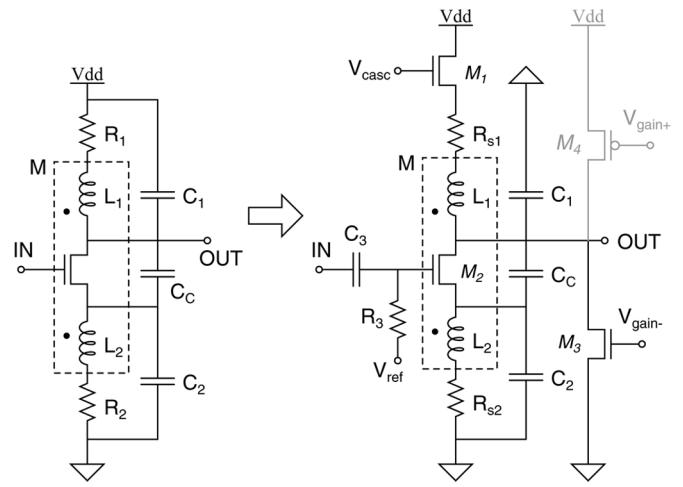 Vdd
R1
M
L1
C1
IN
OUT
CC
L2
C2
R2
Vdd
Vdd
Vcasc
M1
Rs1
Vgain+
M4
M
L1
C1
C3
IN
OUT
M2
CC
R3
Vgain-
M3
L2
Vref
C2
Rs2